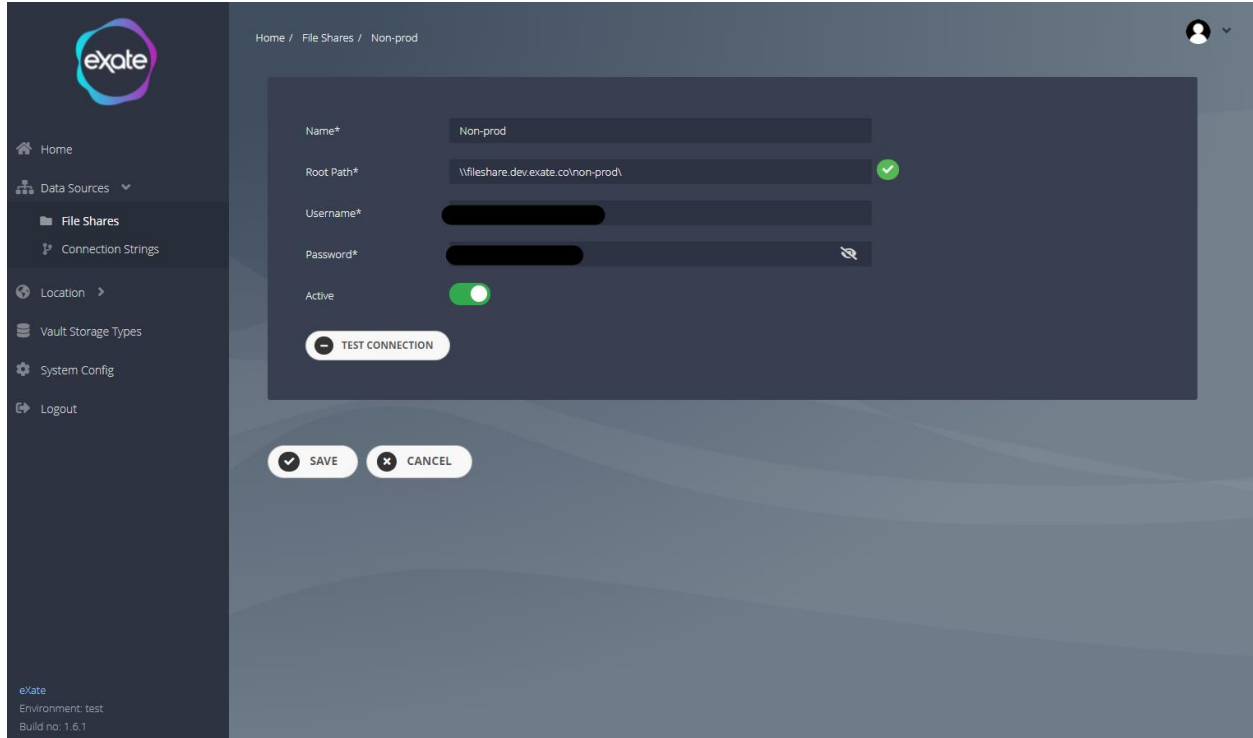 exate
Home / File Shares / Non-prod
Home
Data Sources
File Shares
Connection Strings
Location
Vault Storage Types
System Config
Logout
Name* Non-prod
Root Path* \\fileshare.dev.exate.co\non-prod\
Username*
Password*
Active
TEST CONNECTION
SAVE CANCEL
eXate
Environment: test
Build no: 1.6.1